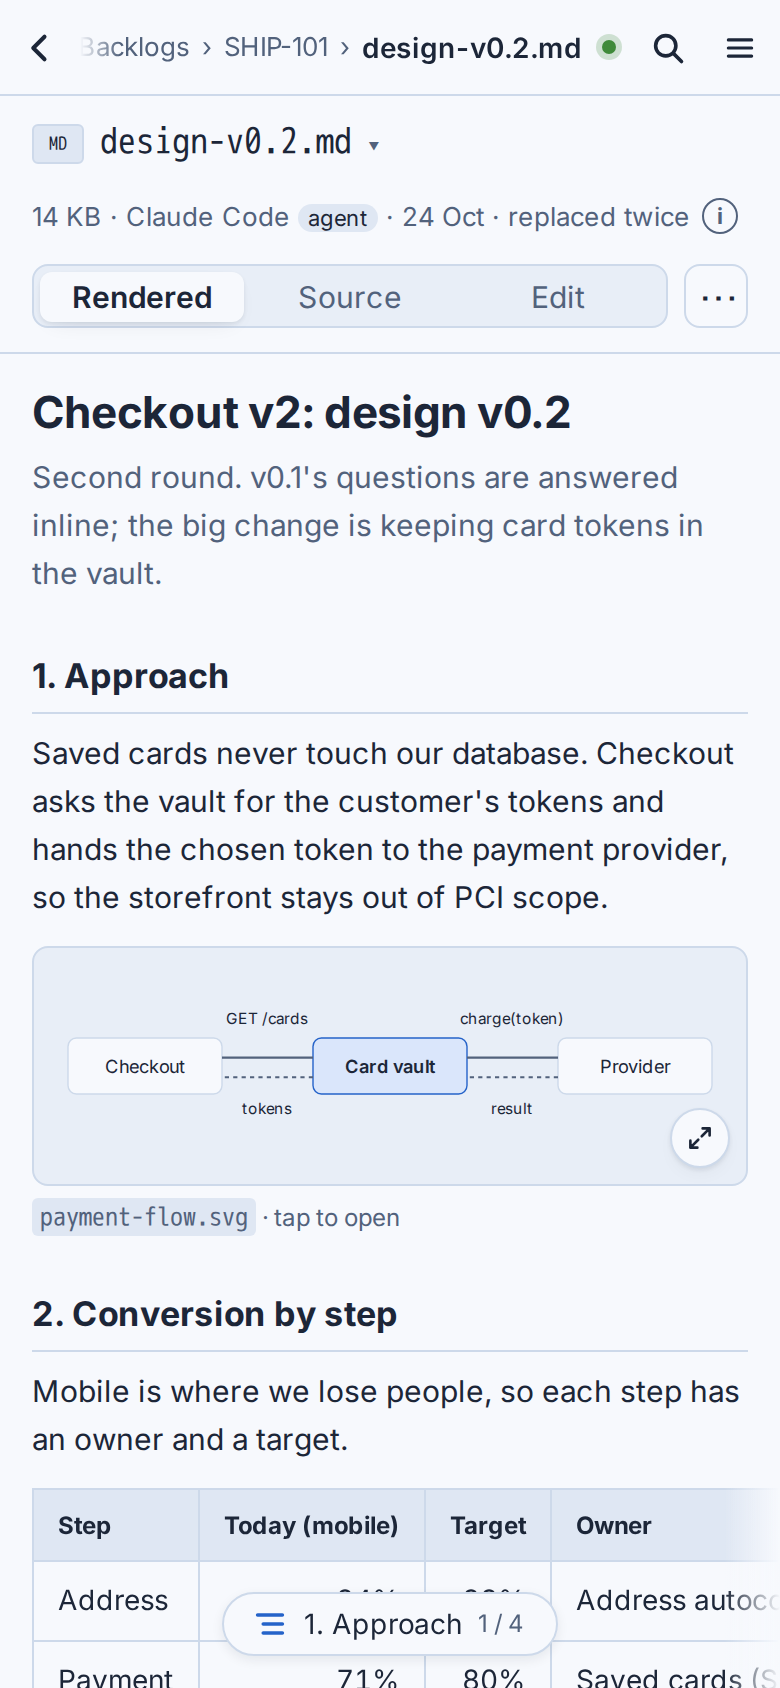 Backlogs › SHIP-101 › design-v0.2.md
MD design-v0.2.md
14 KB · Claude Code agent · 24 Oct · replaced twice i
Rendered Source Edit ...
Checkout v2: design v0.2
Second round. v0.1's questions are answered
inline; the big change is keeping card tokens in
the vault.
1. Approach
Saved cards never touch our database. Checkout
asks the vault for the customer's tokens and
hands the chosen token to the payment provider,
so the storefront stays out of PCI scope.
GET /cards charge(token)
Checkout Card vault Provider
tokens result
payment-flow.svg · tap to open
2. Conversion by step
Mobile is where we lose people, so each step has
an owner and a target.
Step Today (mobile) Target Owner
Address Address
1. Approach 1 / 4
Payment 71% 80% Saved cards